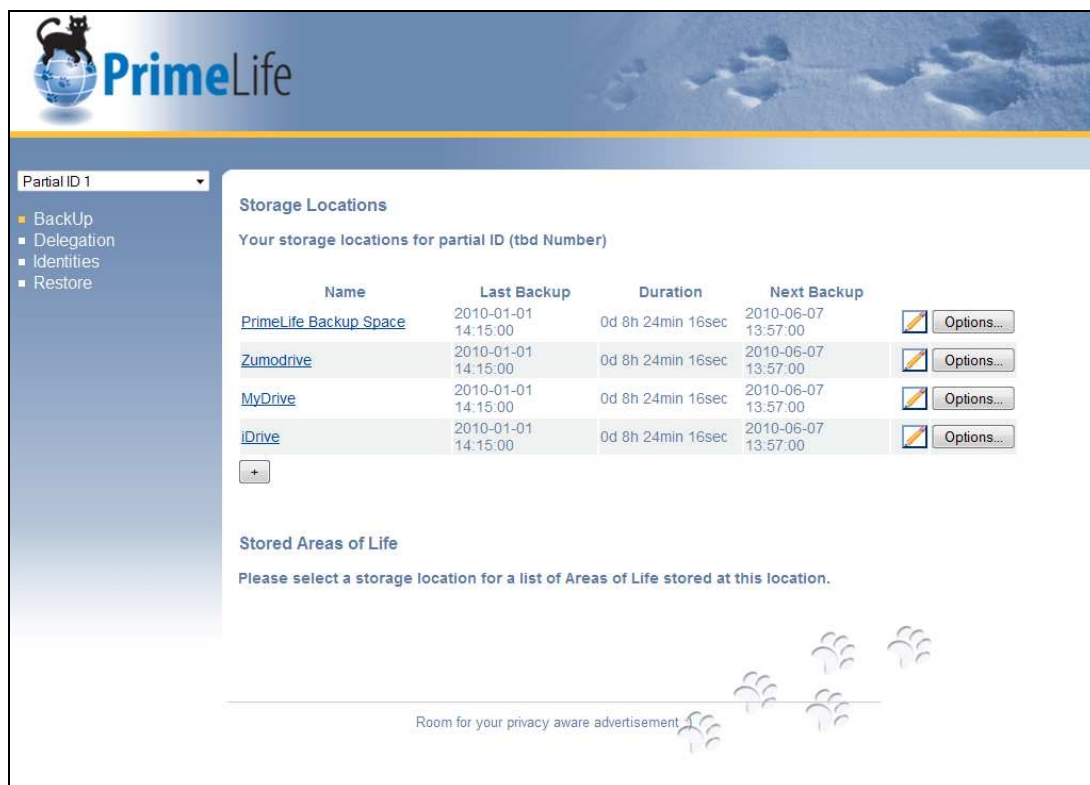 PrimeLife
Partial ID 1
BackUp
Delegation
Identities
Restore
Storage Locations
Your storage locations for partial ID (tbd Number)
Name Last Backup Duration Next Backup
PrimeLife Backup Space 2010-01-01 14:15:00 0d 8h 24min 16sec 2010-06-07 13:57:00 Options...
Zumodrive 2010-01-01 14:15:00 0d 8h 24min 16sec 2010-06-07 13:57:00 Options...
MyDrive 2010-01-01 14:15:00 0d 8h 24min 16sec 2010-06-07 13:57:00 Options...
iDrive 2010-01-01 14:15:00 0d 8h 24min 16sec 2010-06-07 13:57:00 Options...
+
Stored Areas of Life
Please select a storage location for a list of Areas of Life stored at this location.
Room for your privacy aware advertisement